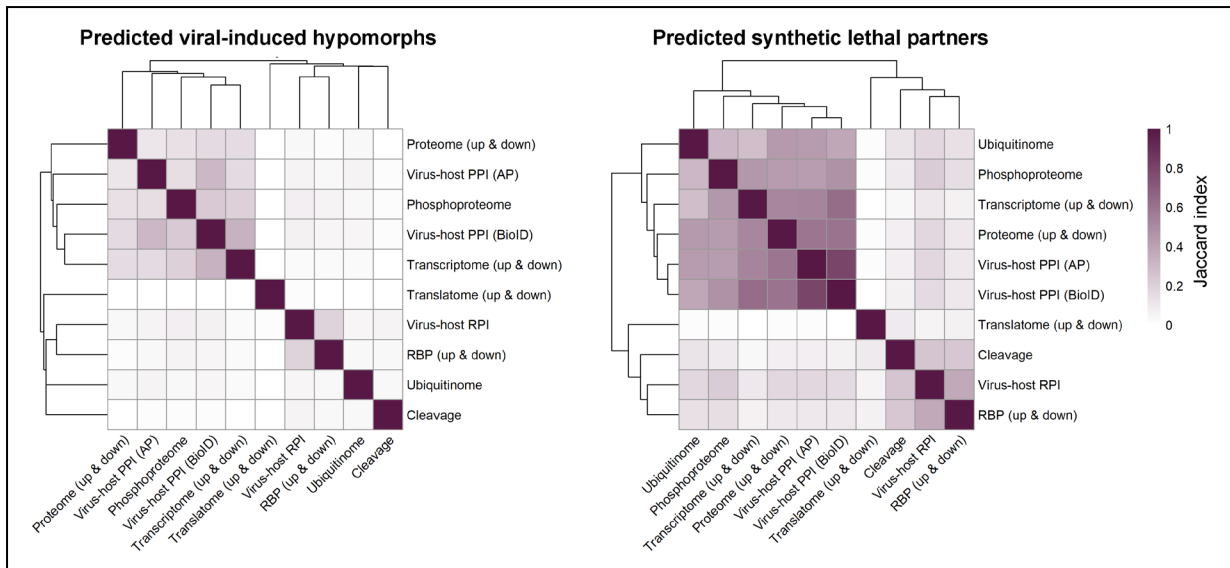 Predicted viral-induced hypomorphs
Proteome (up & down)
Virus-host PPI (AP)
Phosphoproteome
Virus-host PPI (BioID)
Transcriptome (up & down)
Translatome (up & down)
Virus-host RPI
RBP (up & down)
Ubiquitinome
Cleavage
Proteome (up & down)
Virus-host PPI (AP)
Phosphoproteome
Virus-host PPI (BioID)
Transcriptome (up & down)
Translatome (up & down)
Virus-host RPI
RBP (up & down)
Ubiquitinome
Cleavage
Predicted synthetic lethal partners
Ubiquitinome
Phosphoproteome
Transcriptome (up & down)
Proteome (up & down)
Virus-host PPI (AP)
Virus-host PPI (BioID)
Translatome (up & down)
Cleavage
Virus-host RPI
RBP (up & down)
Ubiquitinome
Phosphoproteome
Transcriptome (up & down)
Proteome (up & down)
Virus-host PPI (AP)
Virus-host PPI (BioID)
Translatome (up & down)
Cleavage
Virus-host RPI
RBP (up & down)
1
0.8
0.6
0.4
0.2
0
Jaccard index